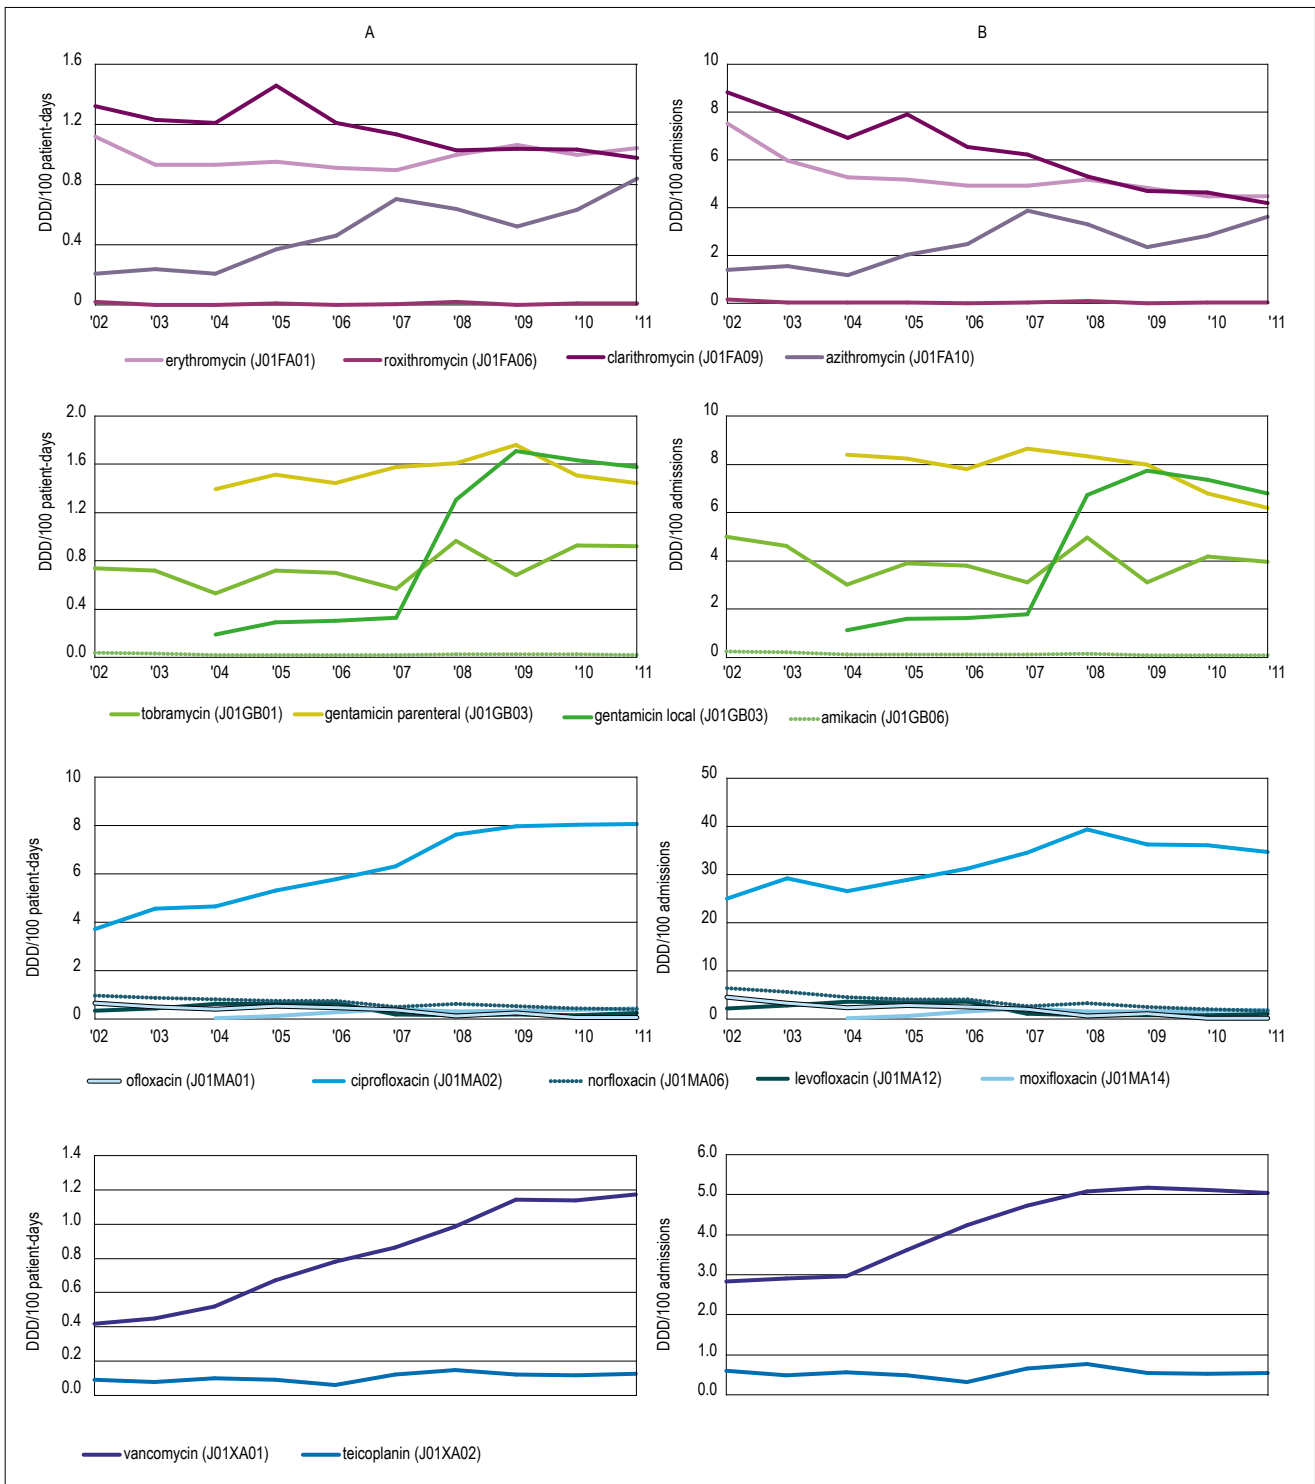 A
B
DDD/100 patient-days
1.6
1.2
0.8
0.4
0
'02 '03 '04 '05 '06 '07 '08 '09 '10 '11
DDD/100 admissions
10
8
6
4
2
0
'02 '03 '04 '05 '06 '07 '08 '09 '10 '11
erythromycin (J01FA01) roxithromycin (J01FA06) clarithromycin (J01FA09) azithromycin (J01FA10)
DDD/100 patient-days
2.0
1.6
1.2
0.8
0.4
0.0
'02 '03 '04 '05 '06 '07 '08 '09 '10 '11
DDD/100 admissions
10
8
6
4
2
0
'02 '03 '04 '05 '06 '07 '08 '09 '10 '11
tobramycin (J01GB01) gentamicin parenteral (J01GB03) gentamicin local (J01GB03) amikacin (J01GB06)
DDD/100 patient-days
10
8
6
4
2
0
'02 '03 '04 '05 '06 '07 '08 '09 '10 '11
DDD/100 admissions
50
40
30
20
10
0
'02 '03 '04 '05 '06 '07 '08 '09 '10 '11
ofloxacin (J01MA01) ciprofloxacin (J01MA02) norfloxacin (J01MA06) levofloxacin (J01MA12) moxifloxacin (J01MA14)
DDD/100 patient-days
1.4
1.2
1.0
0.8
0.6
0.4
0.2
0.0
DDD/100 admissions
6.0
5.0
4.0
3.0
2.0
1.0
0.0
vancomycin (J01XA01) teicoplanin (J01XA02)